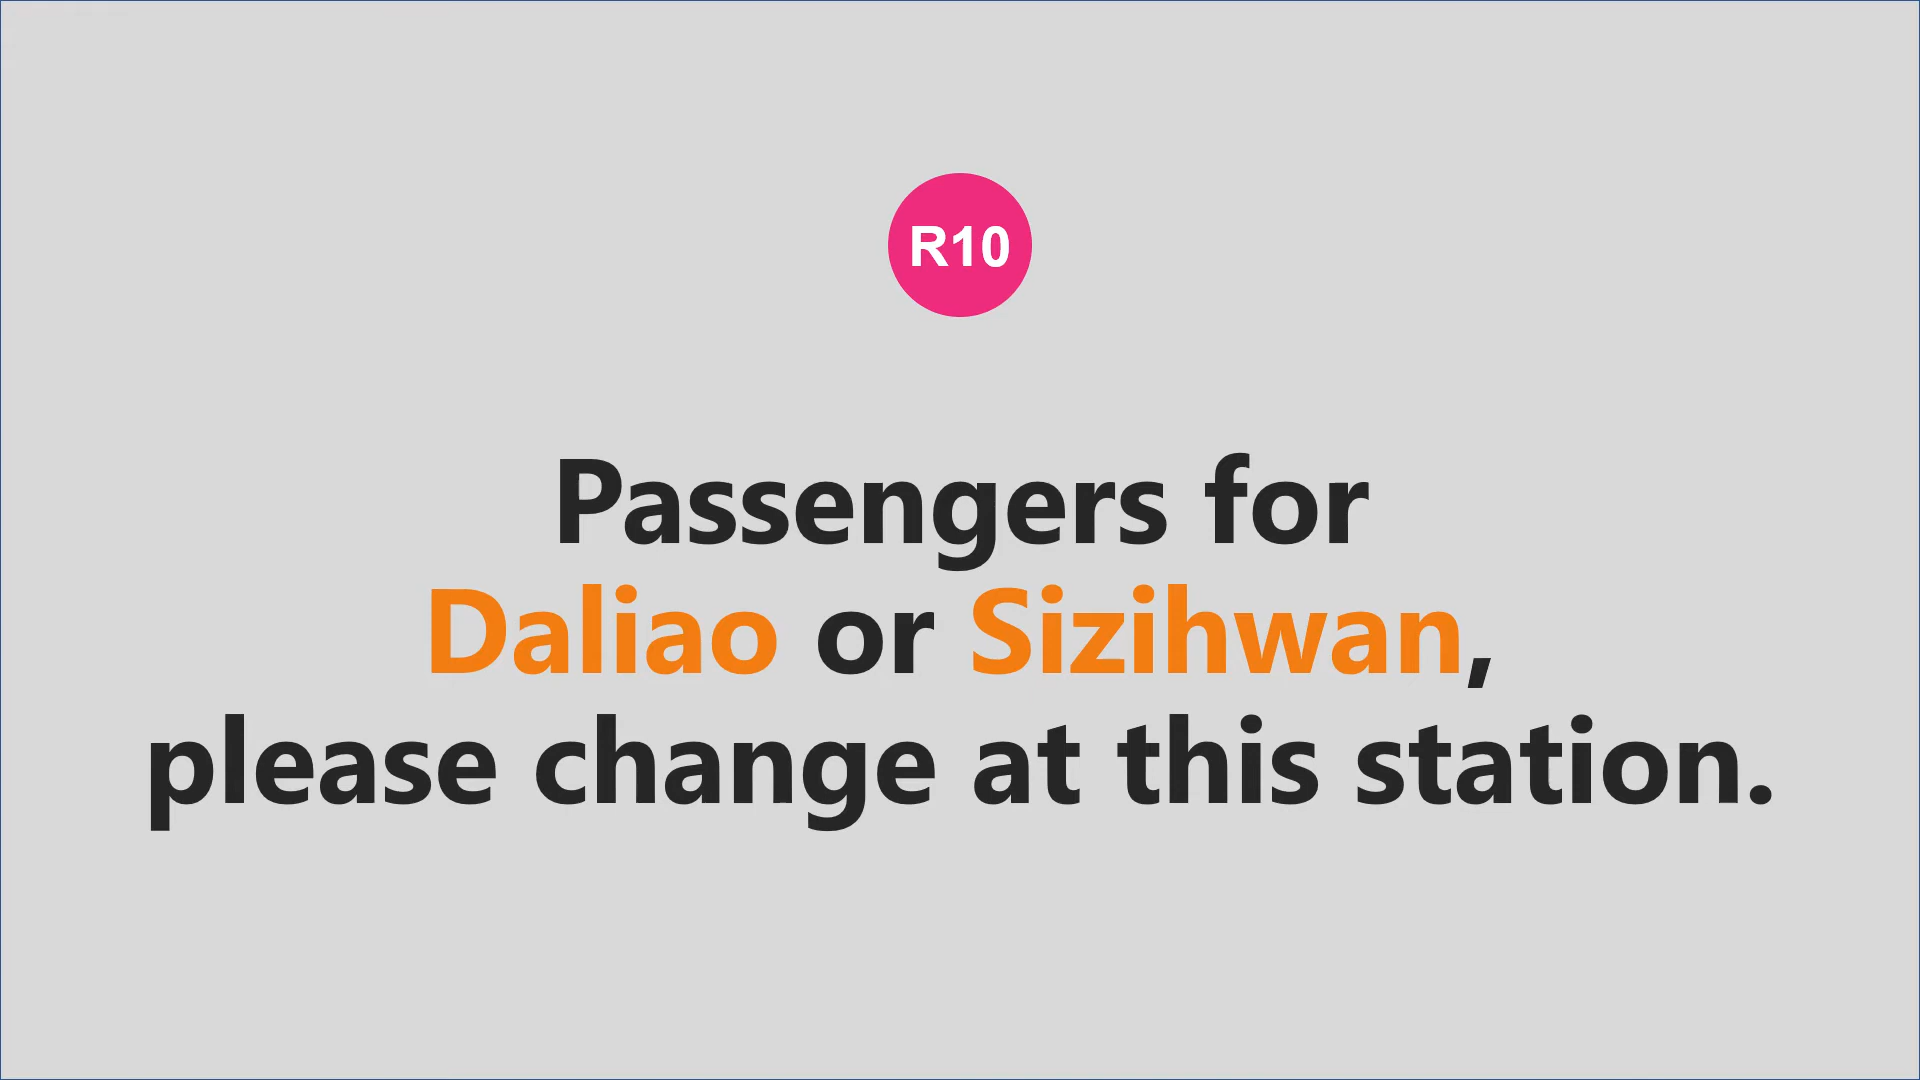 R10
Passengers for
Daliao or Sizihwan,
please change at this station.